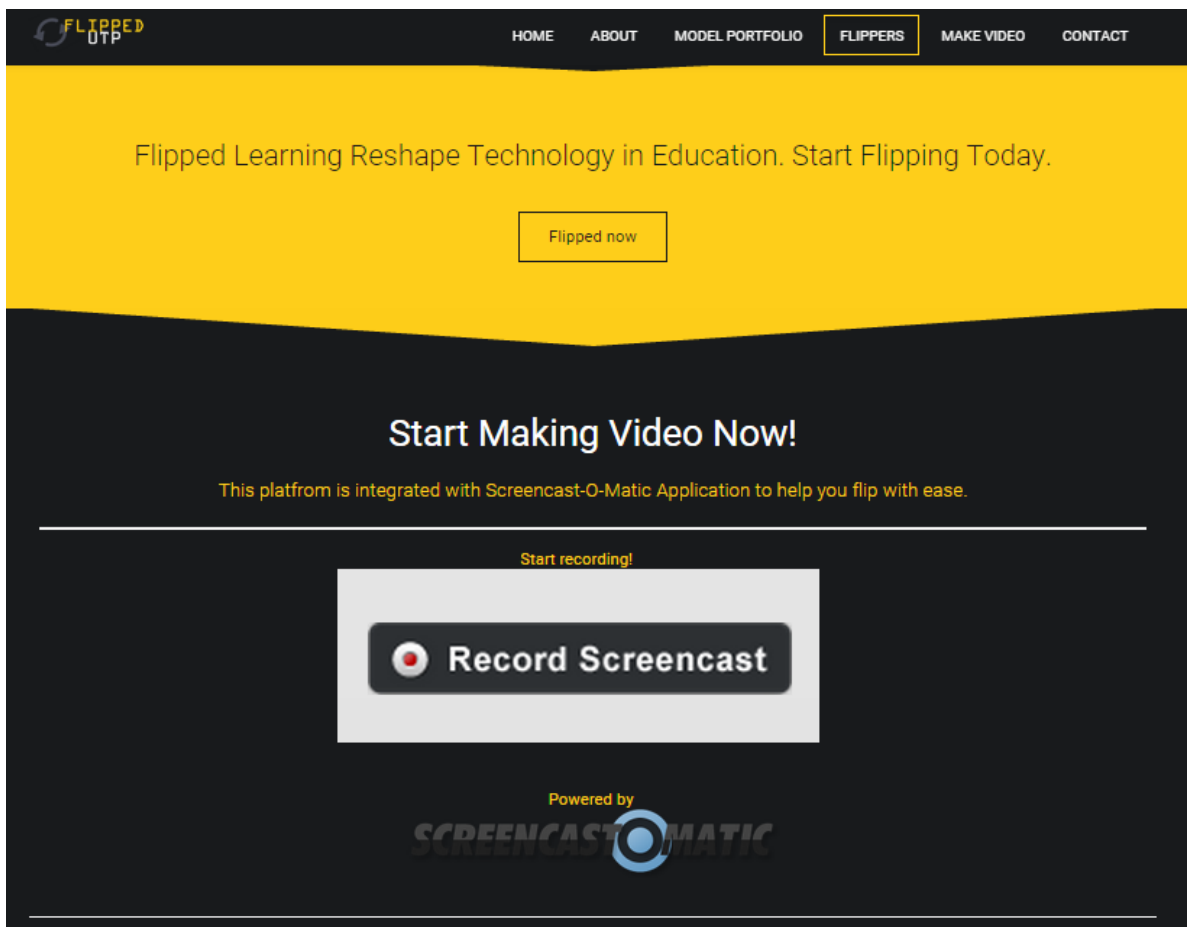 FLIPPED
UTP
HOME ABOUT MODEL PORTFOLIO FLIPPERS MAKE VIDEO CONTACT
Flipped Learning Reshape Technology in Education. Start Flipping Today.
Flipped now
Start Making Video Now!
This platfrom is integrated with Screencast-O-Matic Application to help you flip with ease.
Start recording!
Record Screencast
Powered by
SCREENCAST-O-MATIC